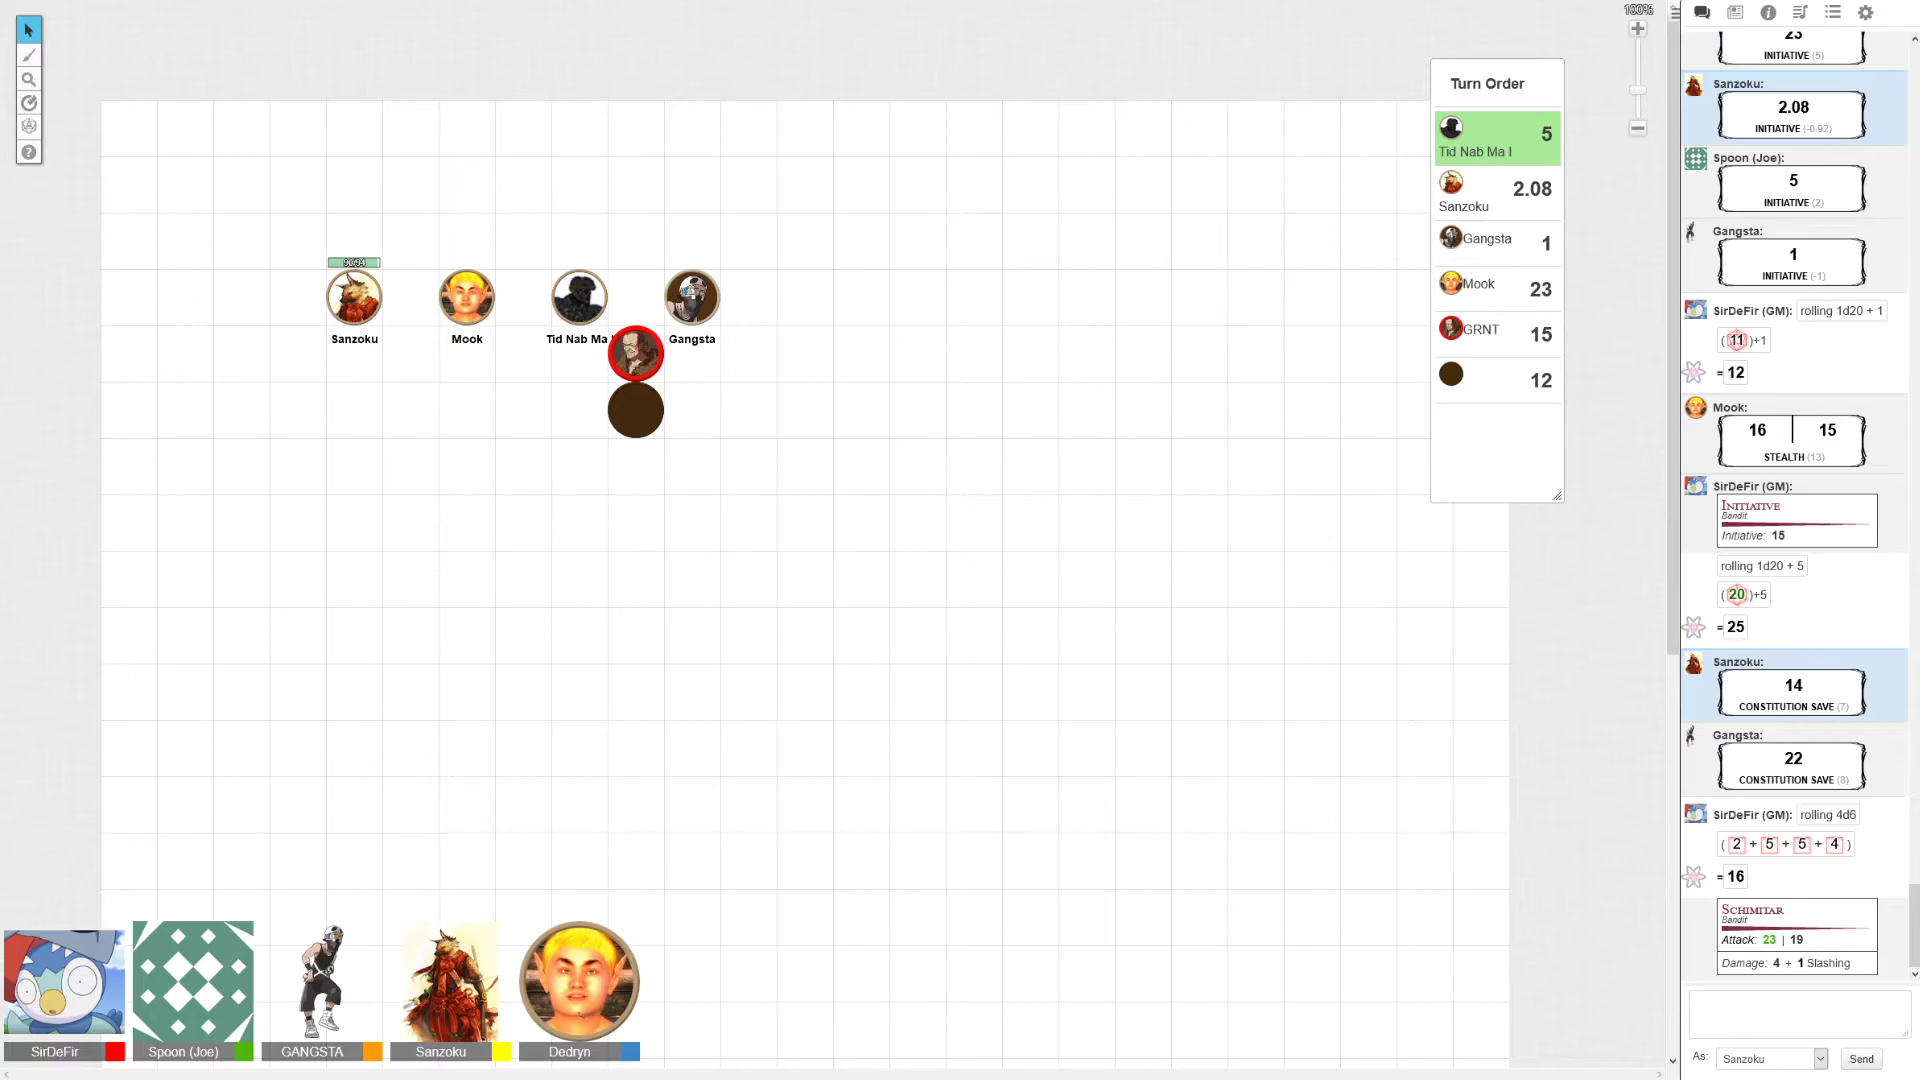 100%
Turn Order
5
Tid Nab Ma I
2.08
Sanzoku
Gangsta
1
Mook
23
GRNT
15
12
90/94
Sanzoku
Mook
Tid Nab Ma
Gangsta
SirDeFir
Spoon (Joe)
GANGSTA
Sanzoku
Dedryn
23
INITIATIVE (5)
Sanzoku:
2.08
INITIATIVE (-0.92)
Spoon (Joe):
5
INITIATIVE (2)
Gangsta:
1
INITIATIVE (-1)
SirDeFir (GM): rolling 1d20 + 1
(11)+1
=12
Mook:
16 | 15
STEALTH (13)
SirDeFir (GM):
INITIATIVE
Bandit
Initiative: 15
rolling 1d20 + 5
(20)+5
=25
Sanzoku:
14
CONSTITUTION SAVE (7)
Gangsta:
22
CONSTITUTION SAVE (8)
SirDeFir (GM): rolling 4d6
(2+5+5+4)
=16
SCHIMITAR
Bandit
Attack: 23 | 19
Damage: 4 + 1 Slashing
As: Sanzoku Send